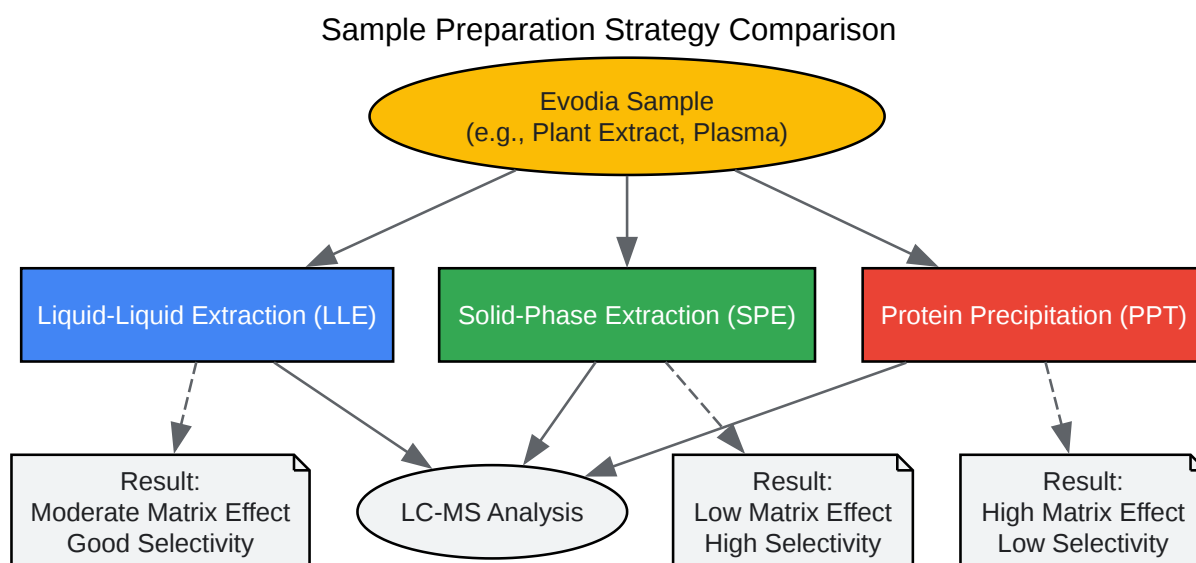 Sample Preparation Strategy Comparison
Evodia Sample
(e.g., Plant Extract, Plasma)
Liquid-Liquid Extraction (LLE)
Solid-Phase Extraction (SPE)
Protein Precipitation (PPT)
Result:
Moderate Matrix Effect
Good Selectivity
LC-MS Analysis
Result:
Low Matrix Effect
High Selectivity
Result:
High Matrix Effect
Low Selectivity